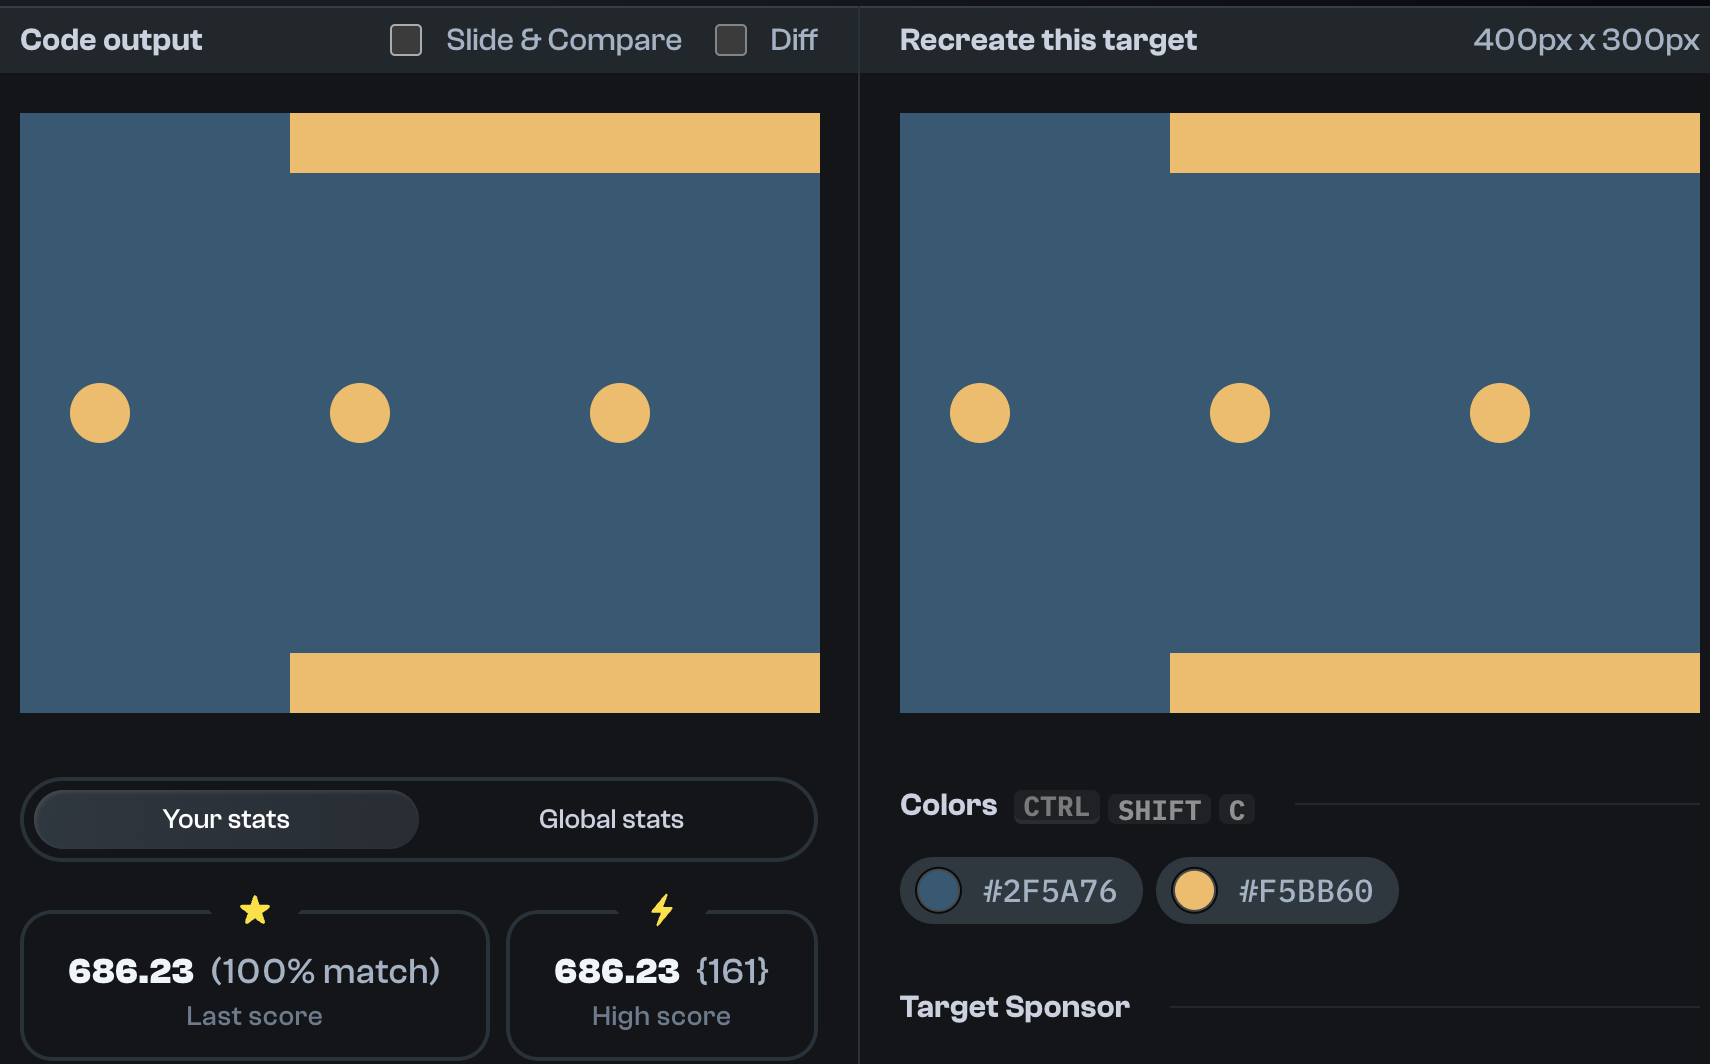 Code output
Slide & Compare
Diff
Recreate this target
400px x 300px
Your stats
Global stats
686.23 (100% match)
Last score
686.23 {161}
High score
Colors CTRL SHIFT C
#2F5A76
#F5BB60
Target Sponsor